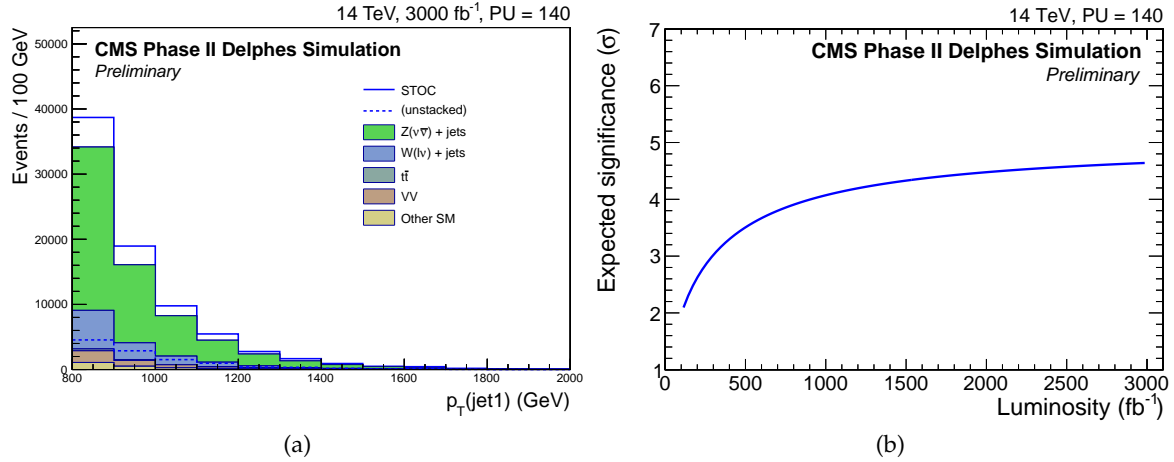 14 TeV, 3000 fb⁻¹, PU = 140
CMS Phase II Delphes Simulation
Preliminary
Events / 100 GeV
50000
40000
30000
20000
10000
0
STOC
(unstacked)
Z(νν̅) + jets
W(lν) + jets
tt̅
VV
Other SM
800 1000 1200 1400 1600 1800 2000
p_T(jet1) (GeV)
(a)
14 TeV, PU = 140
CMS Phase II Delphes Simulation
Preliminary
Expected significance (σ)
7
6
5
4
3
2
1
0 500 1000 1500 2000 2500 3000
Luminosity (fb⁻¹)
(b)